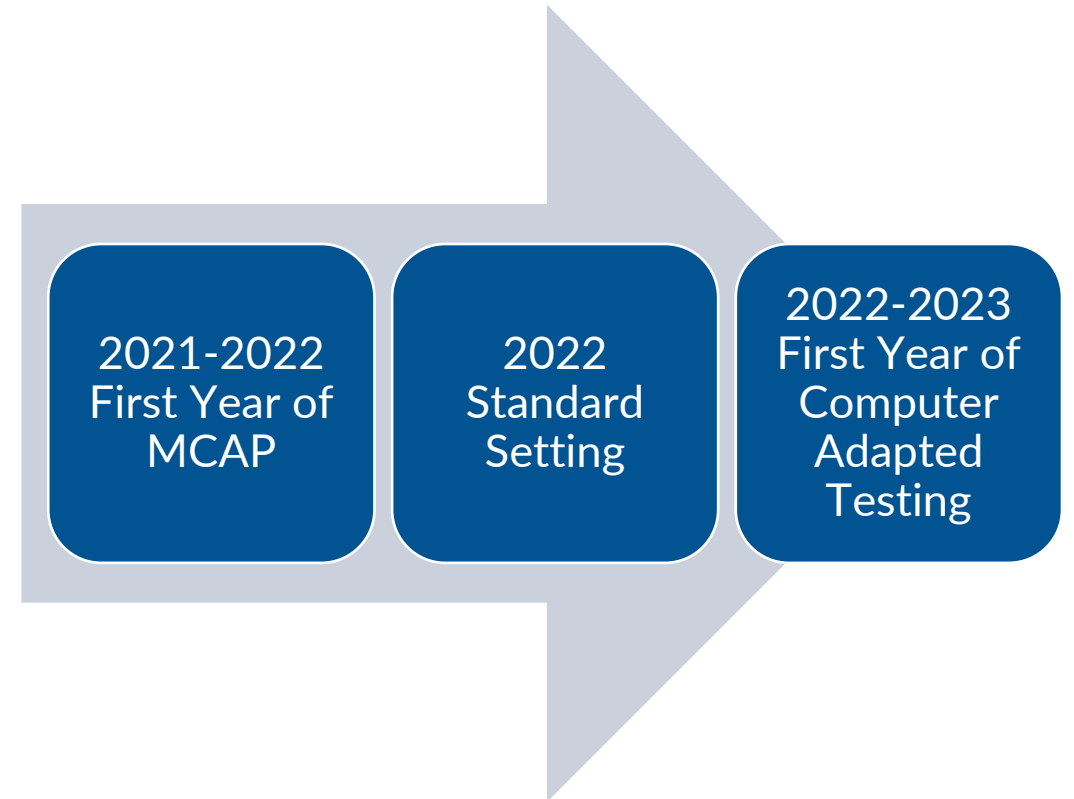 2021-2022
First Year of
MCAP
2022
Standard
Setting
2022-2023
First Year of
Computer
Adapted
Testing